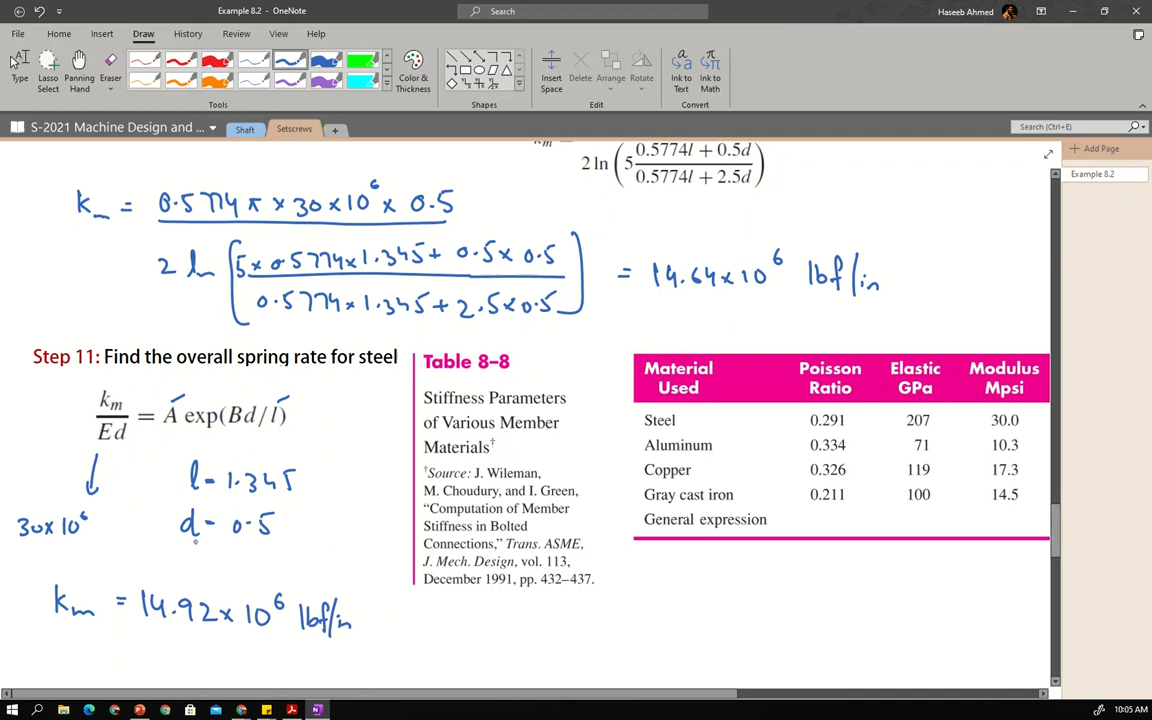 Example 8.2 - OneNote
Search
Haseeb Ahmed
File Home Insert Draw History Review View Help
Type
Lasso Select
Panning Hand
Eraser
Color & Thickness
Insert Space
Delete
Arrange
Rotate
Ink to Text
Ink to Math
Tools
Shapes
Edit
Convert
S-2021 Machine Design and ...
Shaft
Setscrews
Search (Ctrl+E)
Add Page
Example 8.2
2 ln (5 (0.5774l + 0.5d) / (0.5774l + 2.5d))
km = 0.5774 π × 30 × 10^6 × 0.5
2 ln [5 × 0.5774 × 1.345 + 0.5 × 0.5
0.5774 × 1.345 + 2.5 × 0.5] = 14.64 × 10^6 lbf/in
Step 11: Find the overall spring rate for steel
km / Ed = A exp(Bd/l)
30 × 10^6
l = 1.345
d = 0.5
km = 14.92 × 10^6 lbf/in
Table 8–8
Stiffness Parameters
of Various Member
Materials†
†Source: J. Wileman,
M. Choudury, and I. Green,
“Computation of Member
Stiffness in Bolted
Connections,” Trans. ASME,
J. Mech. Design, vol. 113,
December 1991, pp. 432–437.
Material Used Poisson Ratio Elastic GPa Modulus Mpsi
Steel 0.291 207 30.0
Aluminum 0.334 71 10.3
Copper 0.326 119 17.3
Gray cast iron 0.211 100 14.5
General expression
10:05 AM